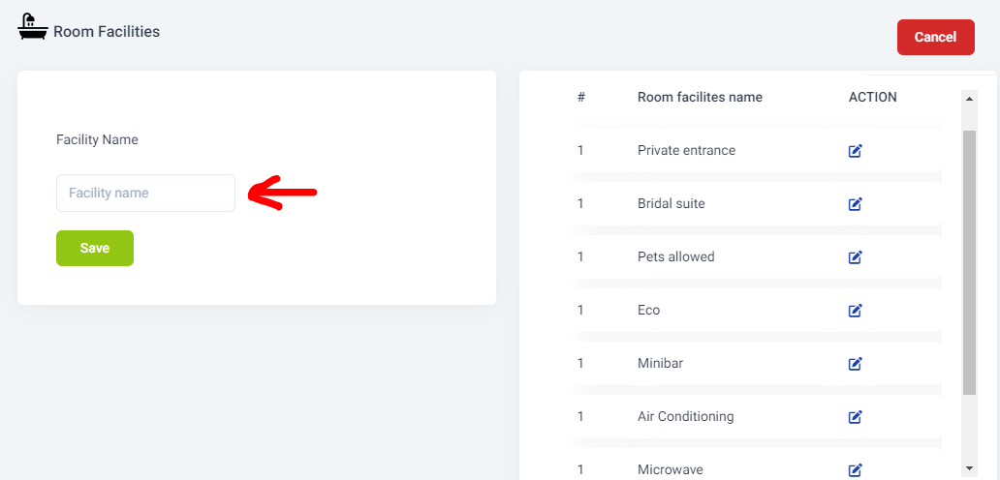 Room Facilities
Cancel
Facility Name
Facility name
Save
# Room facilites name ACTION
1 Private entrance
1 Bridal suite
1 Pets allowed
1 Eco
1 Minibar
1 Air Conditioning
1 Microwave